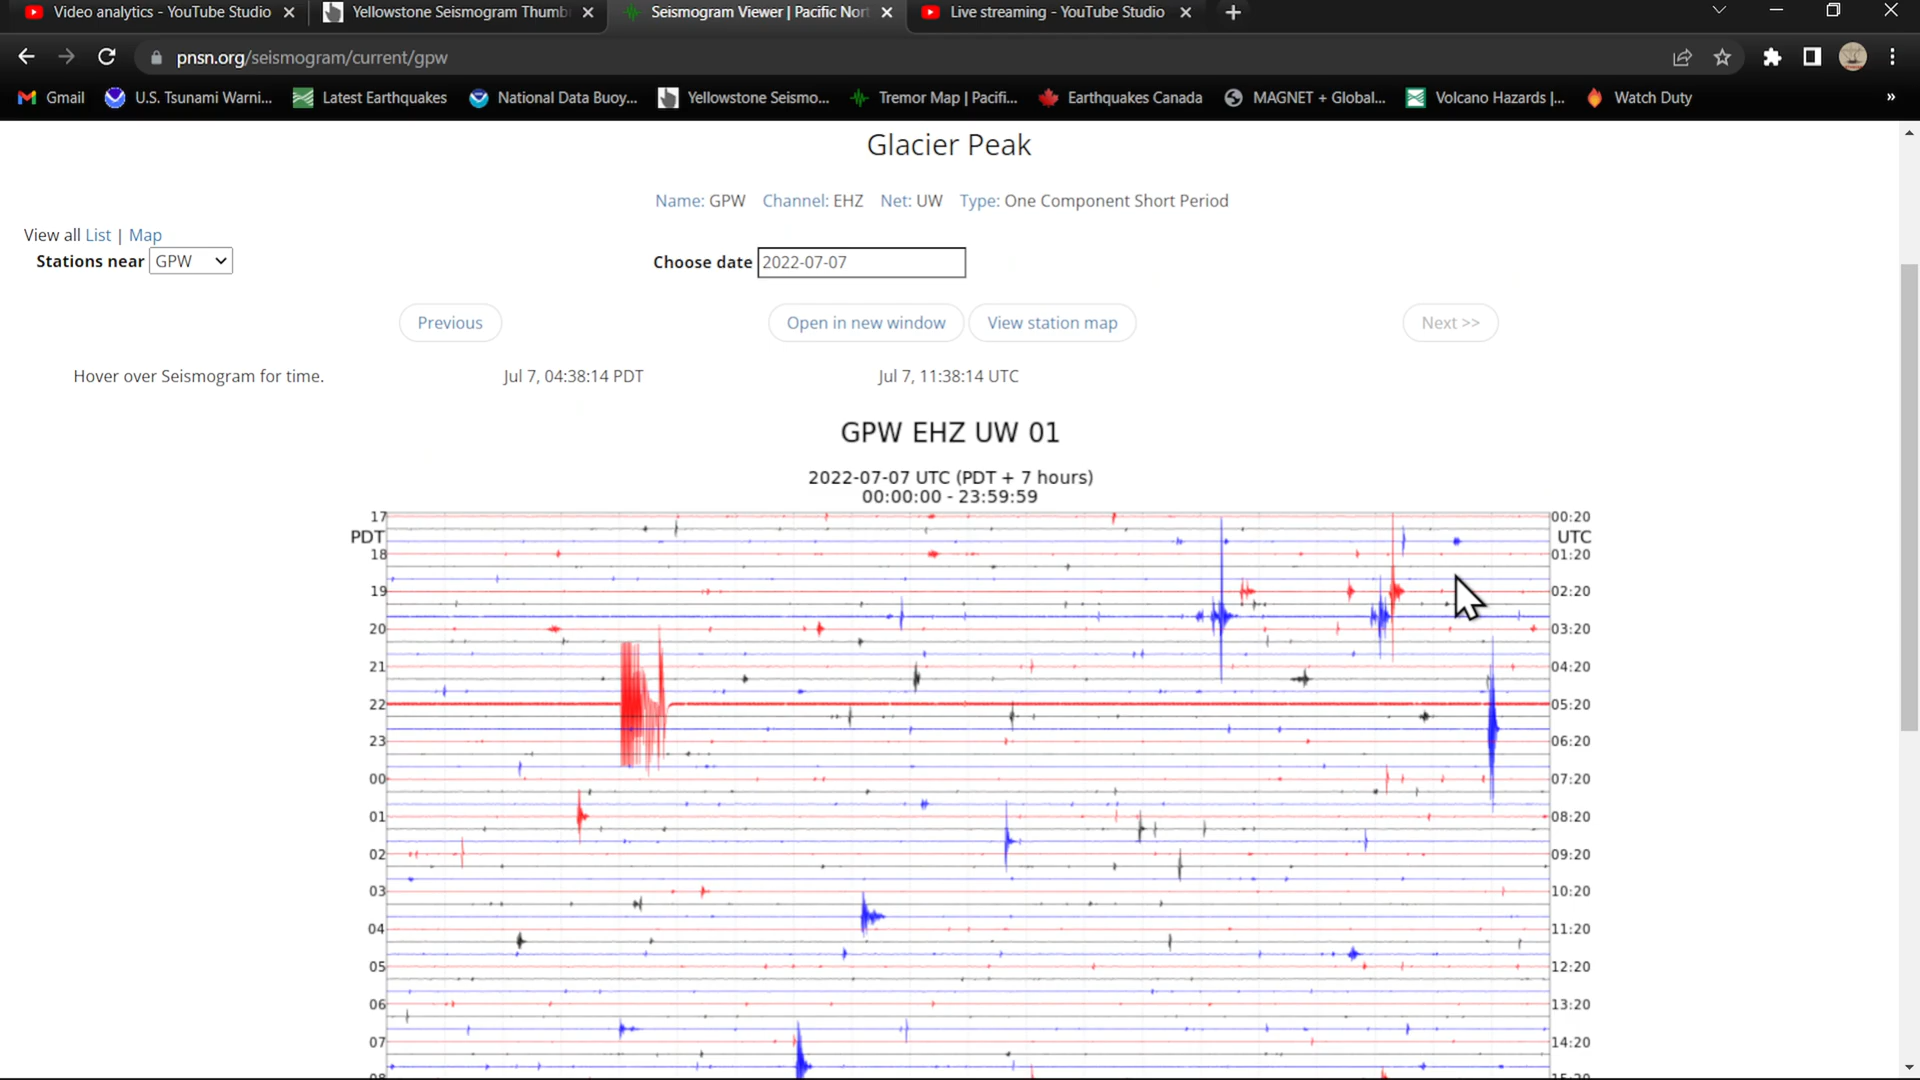 Video analytics - YouTube Studio
Yellowstone Seismogram Thumb
Seismogram Viewer | Pacific Nor
Live streaming - YouTube Studio
pnsn.org/seismogram/current/gpw
Gmail
U.S. Tsunami Warni...
Latest Earthquakes
National Data Buoy...
Yellowstone Seismo...
Tremor Map | Pacifi...
Earthquakes Canada
MAGNET + Global...
Volcano Hazards |...
Watch Duty
»
Glacier Peak
Name: GPW Channel: EHZ Net: UW Type: One Component Short Period
View all List | Map
Stations near GPW
Choose date 2022-07-07
Previous
Open in new window
View station map
Next >>
Hover over Seismogram for time.
Jul 7, 04:38:14 PDT
Jul 7, 11:38:14 UTC
GPW EHZ UW 01
2022-07-07 UTC (PDT + 7 hours)
00:00:00 - 23:59:59
17 00:20
PDT UTC
18 01:20
19 02:20
20 03:20
21 04:20
22 05:20
23 06:20
00 07:20
01 08:20
02 09:20
03 10:20
04 11:20
05 12:20
06 13:20
07 14:20